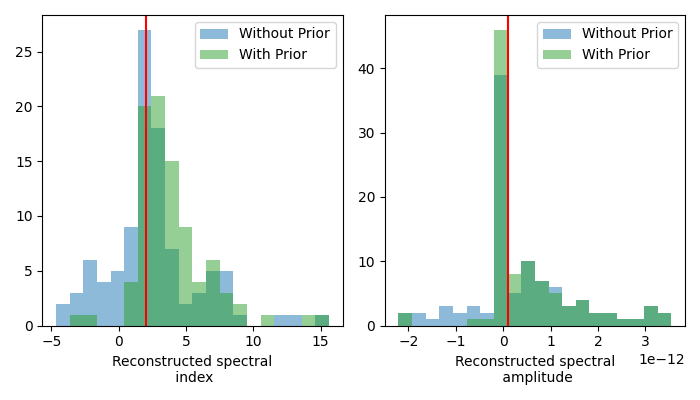 Without Prior
With Prior
25
20
15
10
5
0
−5
0
5
10
15
Reconstructed spectral
index
Without Prior
With Prior
40
30
20
10
0
−2
−1
0
1
2
3
1e−12
Reconstructed spectral
amplitude